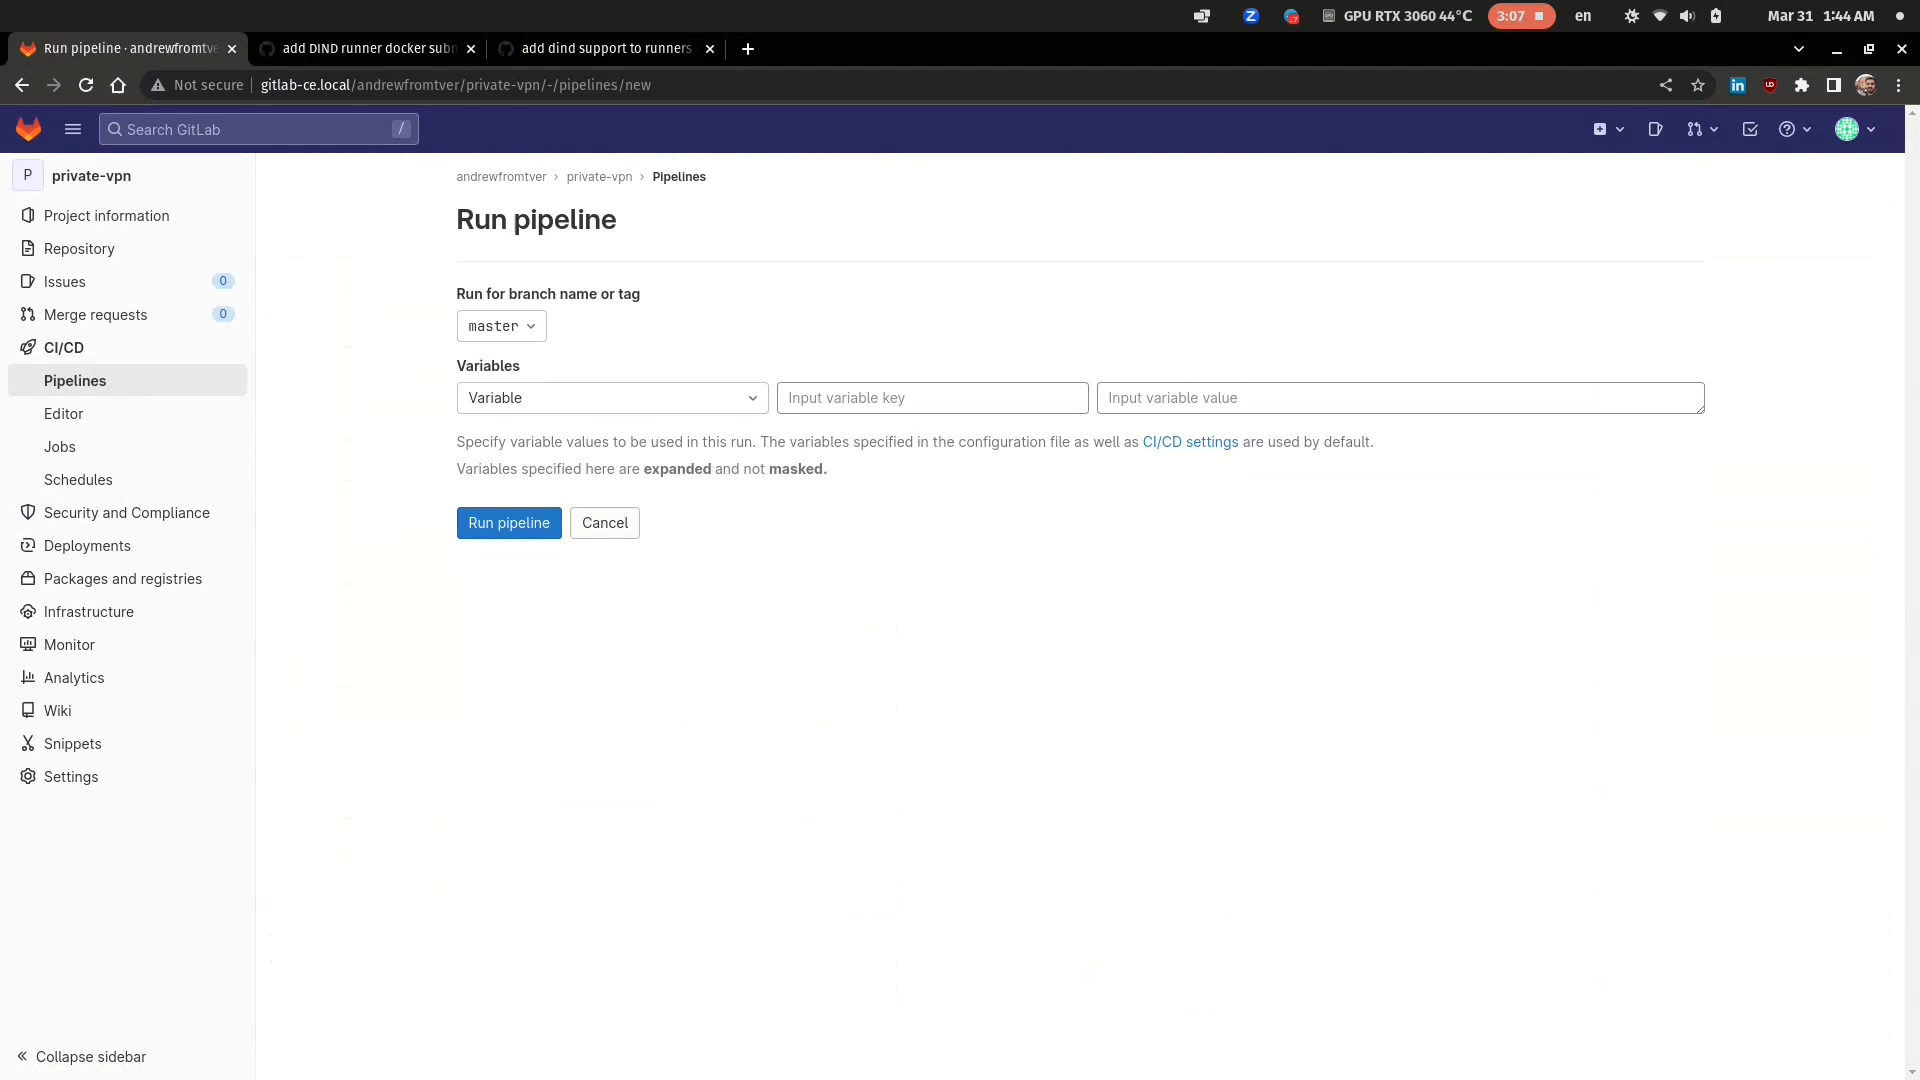 GPU RTX 3060 44°C
3:07
en
Mar 31 1:44 AM
Run pipeline · andrewfromtve
add DIND runner docker subm
add dind support to runners
Not secure
gitlab-ce.local/andrewfromtver/private-vpn/-/pipelines/new
Search GitLab
/
P
private-vpn
Project information
Repository
Issues
0
Merge requests
0
CI/CD
Pipelines
Editor
Jobs
Schedules
Security and Compliance
Deployments
Packages and registries
Infrastructure
Monitor
Analytics
Wiki
Snippets
Settings
Collapse sidebar
andrewfromtver › private-vpn › Pipelines
Run pipeline
Run for branch name or tag
master
Variables
Variable
Input variable key
Input variable value
Specify variable values to be used in this run. The variables specified in the configuration file as well as CI/CD settings are used by default.
Variables specified here are expanded and not masked.
Run pipeline
Cancel